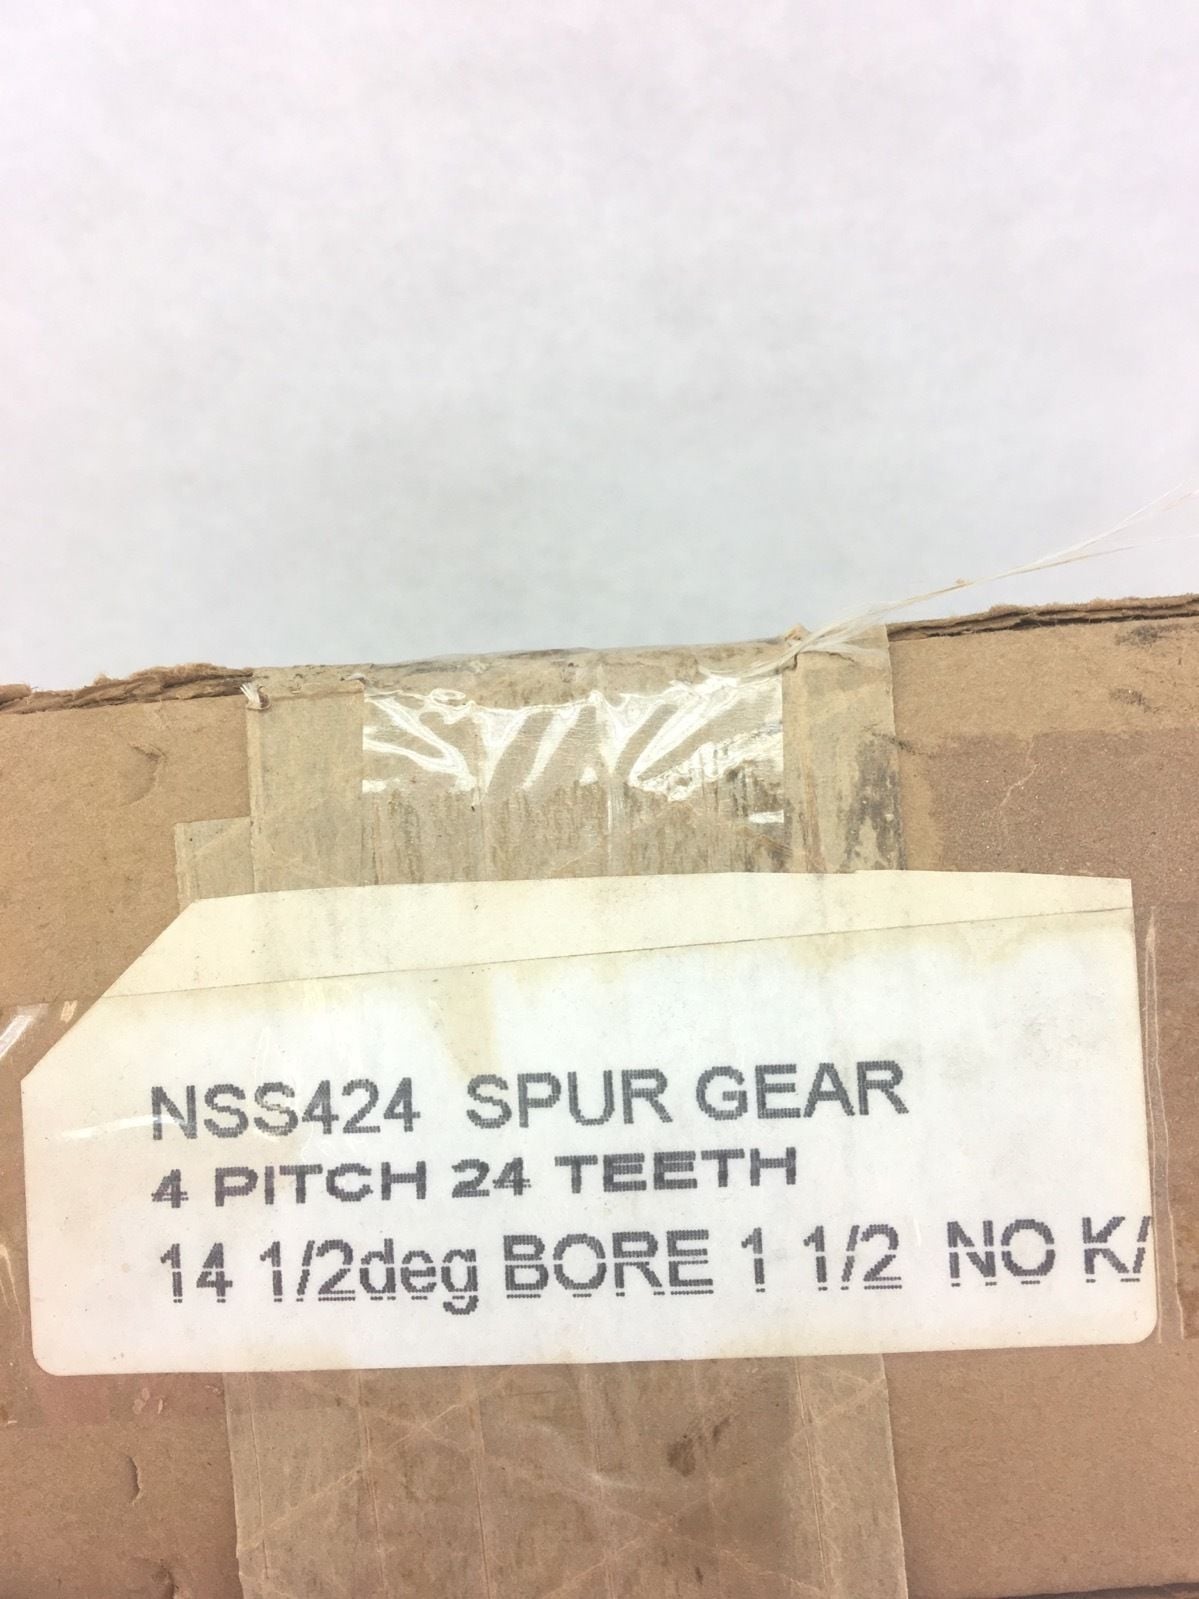 NSS424 SPUR GEAR
4 PITCH 24 TEETH
14 1/2deg BORE 1 1/2 NO K/